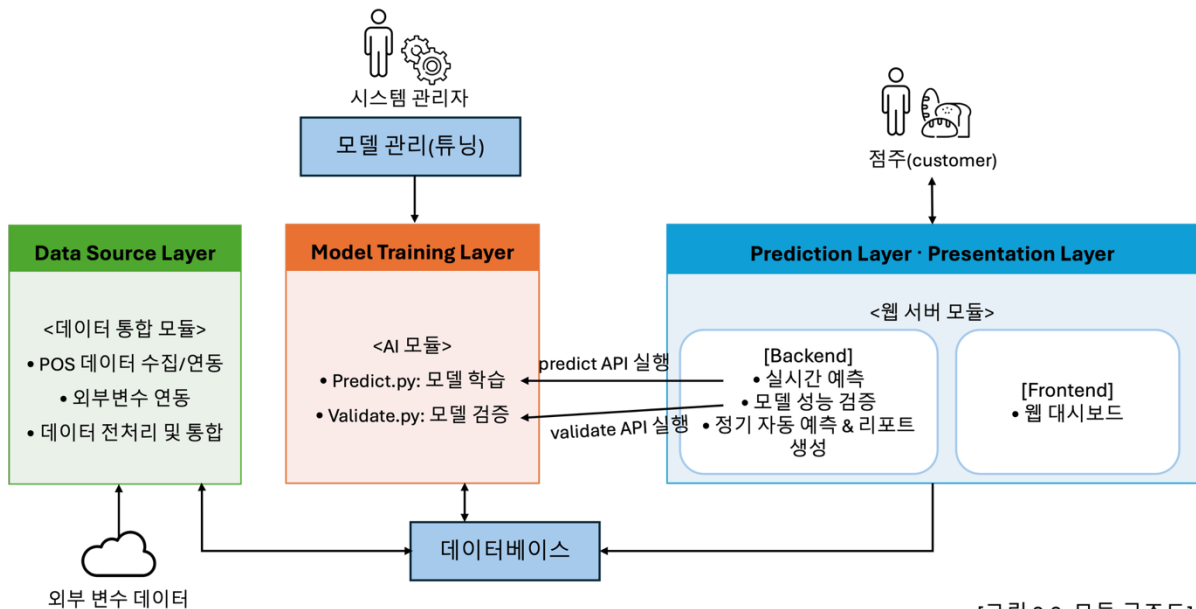 시스템 관리자
모델 관리(튜닝)
점주(customer)
Data Source Layer
<데이터 통합 모듈>
• POS 데이터 수집/연동
• 외부변수 연동
• 데이터 전처리 및 통합
Model Training Layer
<AI 모듈>
• Predict.py: 모델 학습
• Validate.py: 모델 검증
predict API 실행
validate API 실행
Prediction Layer · Presentation Layer
<웹 서버 모듈>
[Backend]
• 실시간 예측
• 모델 성능 검증
• 정기 자동 예측 & 리포트
생성
[Frontend]
• 웹 대시보드
데이터베이스
외부 변수 데이터